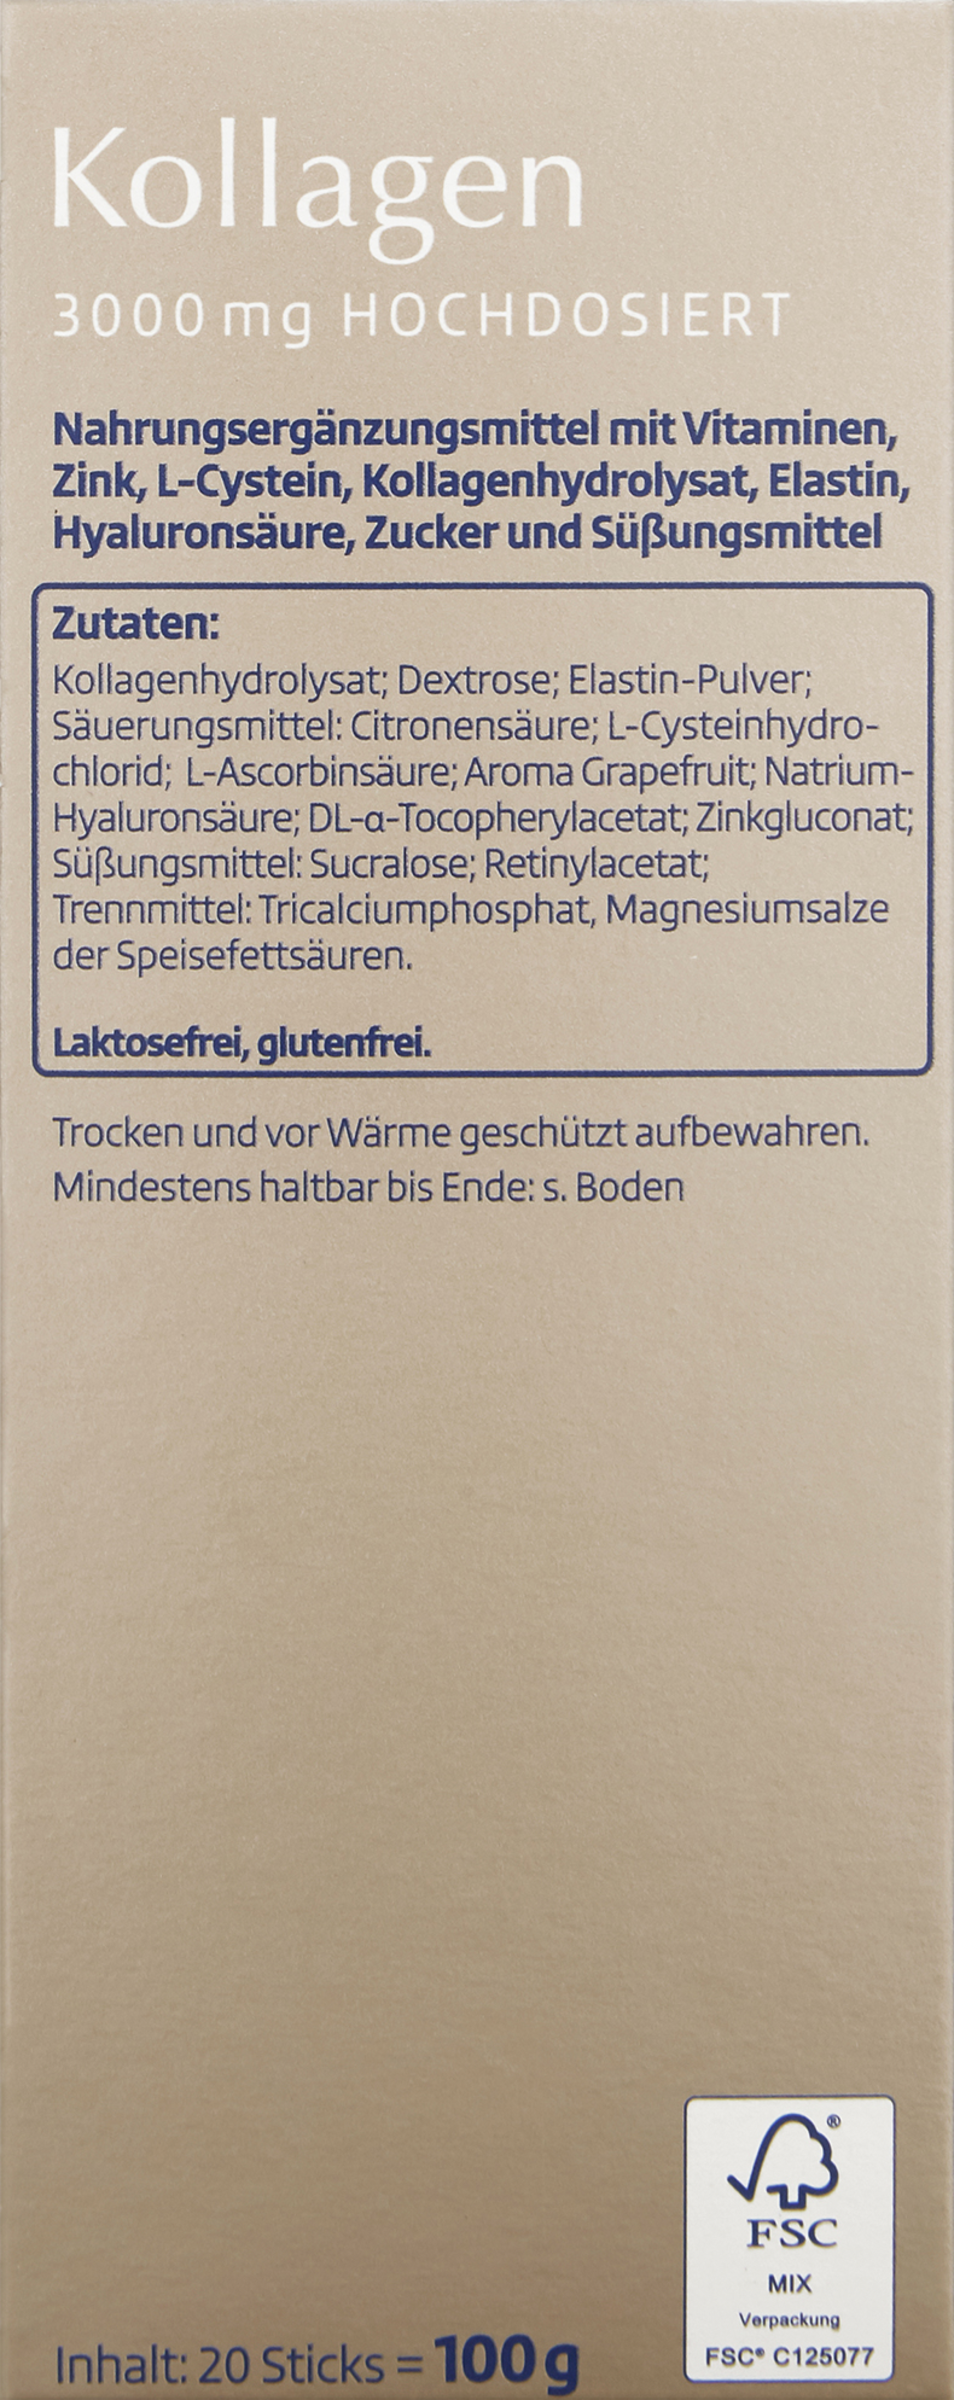 Kollagen
3000 mg HOCHDOSIERT
Nahrungsergänzungsmittel mit Vitaminen,
Zink, L-Cystein, Kollagenhydrolysat, Elastin,
Hyaluronsäure, Zucker und Süßungsmittel
Zutaten:
Kollagenhydrolysat; Dextrose; Elastin-Pulver;
Säuerungsmittel: Citronensäure; L-Cysteinhydro-
chlorid; L-Ascorbinsäure; Aroma Grapefruit; Natrium-
Hyaluronsäure; DL-α-Tocopherylacetat; Zinkgluconat;
Süßungsmittel: Sucralose; Retinylacetat;
Trennmittel: Tricalciumphosphat, Magnesiumsalze
der Speisefettsäuren.
Laktosefrei, glutenfrei.
Trocken und vor Wärme geschützt aufbewahren.
Mindestens haltbar bis Ende: s. Boden
®
FSC
MIX
Verpackung
FSC® C125077
Inhalt: 20 Sticks = 100 g